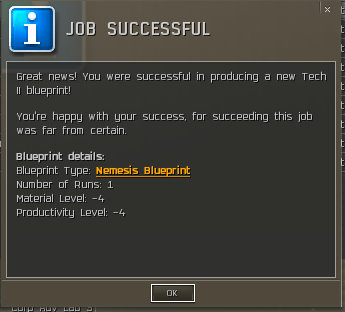 JOB SUCCESSFUL
Great news! You were successful in producing a new Tech
II blueprint!
You're happy with your success, for succeeding this job
was far from certain.
Blueprint details:
Blueprint Type: Nemesis Blueprint
Number of Runs: 1
Material Level: -4
Productivity Level: -4
OK